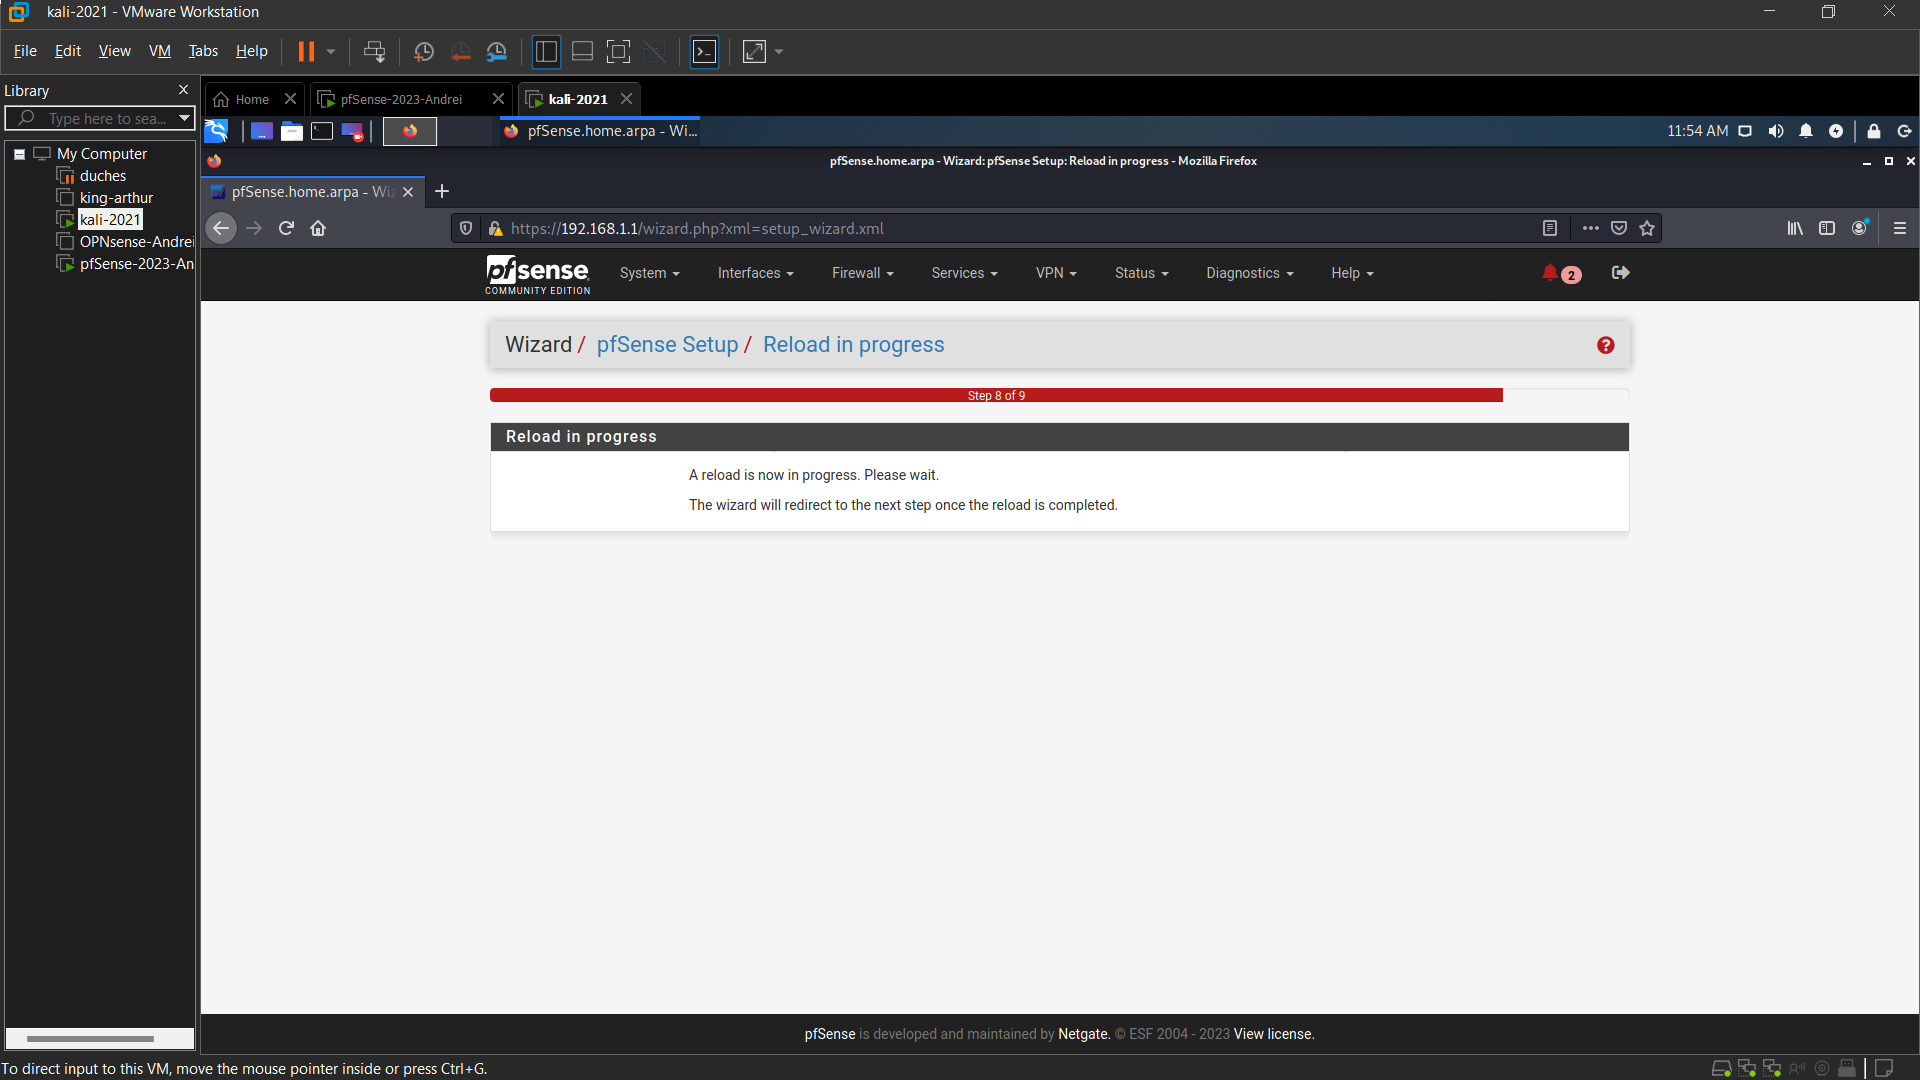 kali-2021 - VMware Workstation
File Edit View VM Tabs Help
Library
Type here to sea...
My Computer
duches
king-arthur
kali-2021
OPNsense-Andrei
pfSense-2023-An
Home
pfSense-2023-Andrei
kali-2021
pfSense.home.arpa - Wi...
11:54 AM
pfSense.home.arpa - Wizard: pfSense Setup: Reload in progress - Mozilla Firefox
pfSense.home.arpa - Wiz
https://192.168.1.1/wizard.php?xml=setup_wizard.xml
pfsense
COMMUNITY EDITION
System Interfaces Firewall Services VPN Status Diagnostics Help
2
Wizard / pfSense Setup / Reload in progress
Step 8 of 9
Reload in progress
A reload is now in progress. Please wait.
The wizard will redirect to the next step once the reload is completed.
pfSense is developed and maintained by Netgate. © ESF 2004 - 2023 View license.
To direct input to this VM, move the mouse pointer inside or press Ctrl+G.